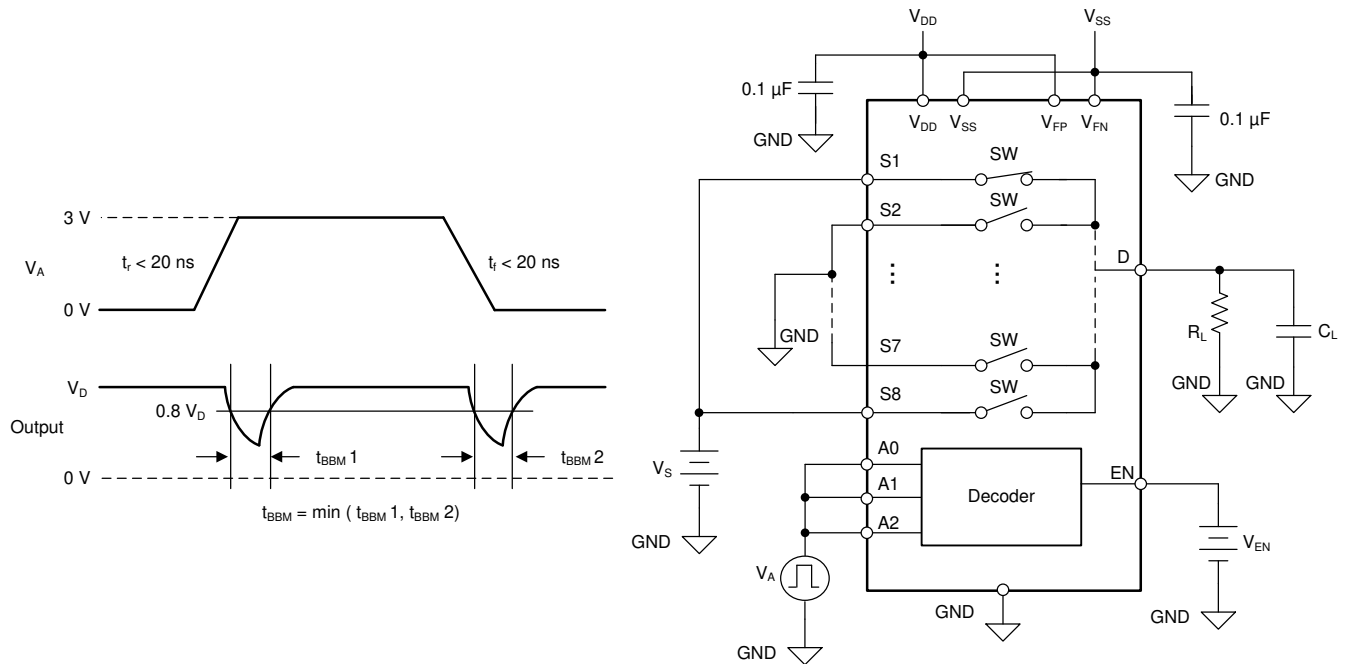 3 V
V_A
t_r < 20 ns
t_f < 20 ns
0 V
V_D
0.8 V_D
Output
t_BBM 1
t_BBM 2
0 V
t_BBM = min ( t_BBM 1, t_BBM 2)
V_DD
V_SS
0.1 µF
0.1 µF
GND
GND
V_DD
V_SS
V_FP
V_FN
S1
SW
S2
SW
GND
D
S7
SW
S8
SW
R_L
C_L
GND
GND
V_S
GND
A0
A1
A2
Decoder
EN
V_A
GND
GND
V_EN
GND